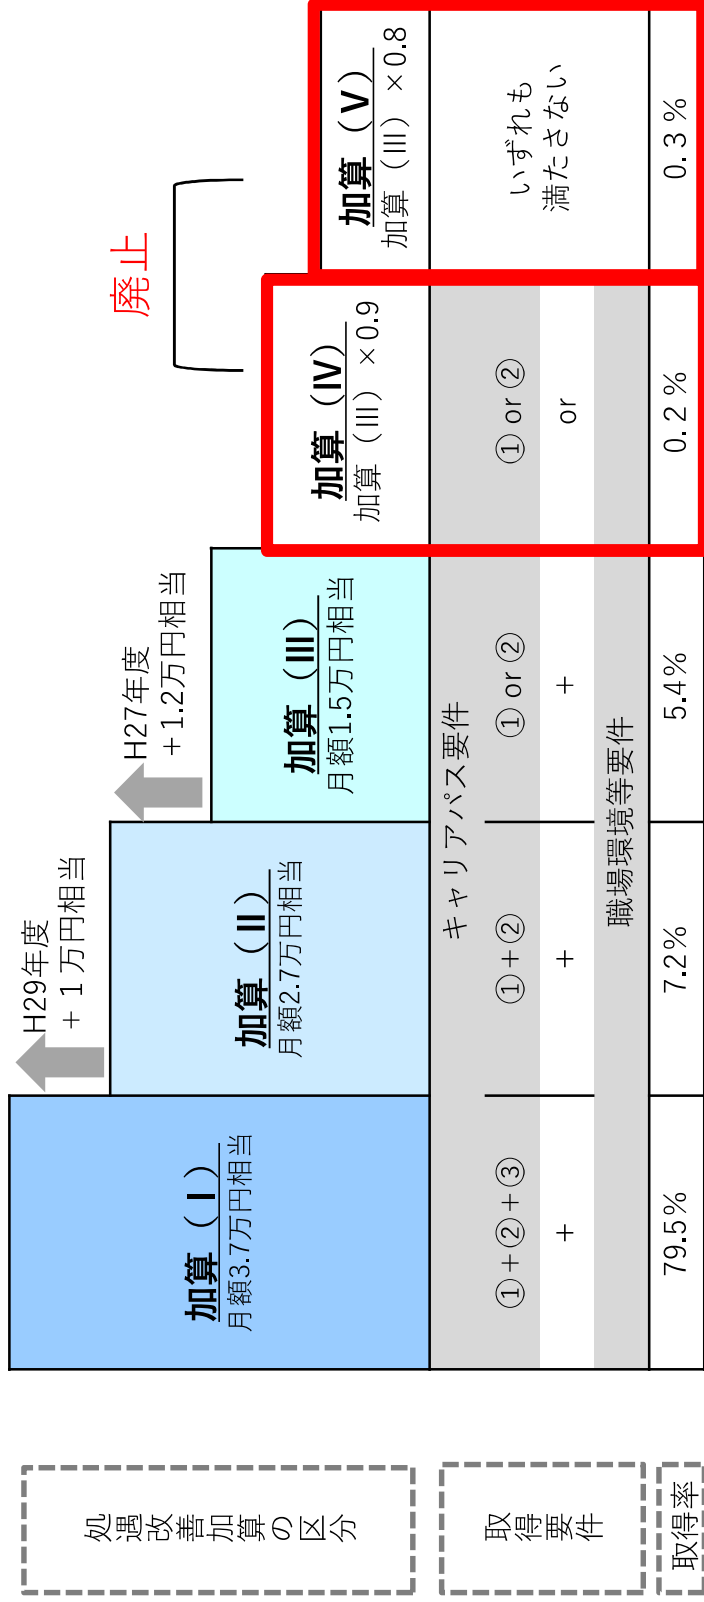 処遇改善加算の区分
H29年度
+１万円相当
H27年度
+1.2万円相当
廃止
加算（Ⅰ）
月額3.7万円相当
加算（Ⅱ）
月額2.7万円相当
加算（Ⅲ）
月額1.5万円相当
加算（Ⅳ）
加算（Ⅲ）×0.9
加算（Ⅴ）
加算（Ⅲ）×0.8
取得要件
キャリアパス要件
①+②+③
①+②
① or ②
① or ②
+
+
+
or
職場環境等要件
いずれも
満たさない
取得率
79.5%
7.2%
5.4%
0.2％
0.3％